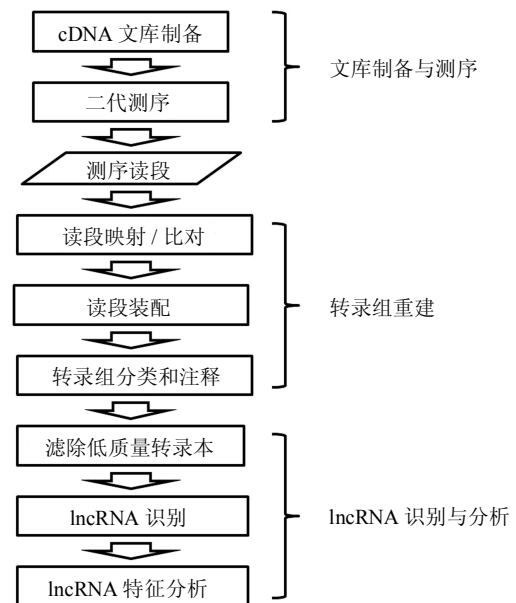 cDNA 文库制备
文库制备与测序
二代测序
测序读段
读段映射 / 比对
读段装配
转录组重建
转录组分类和注释
滤除低质量转录本
lncRNA 识别
lncRNA 识别与分析
lncRNA 特征分析